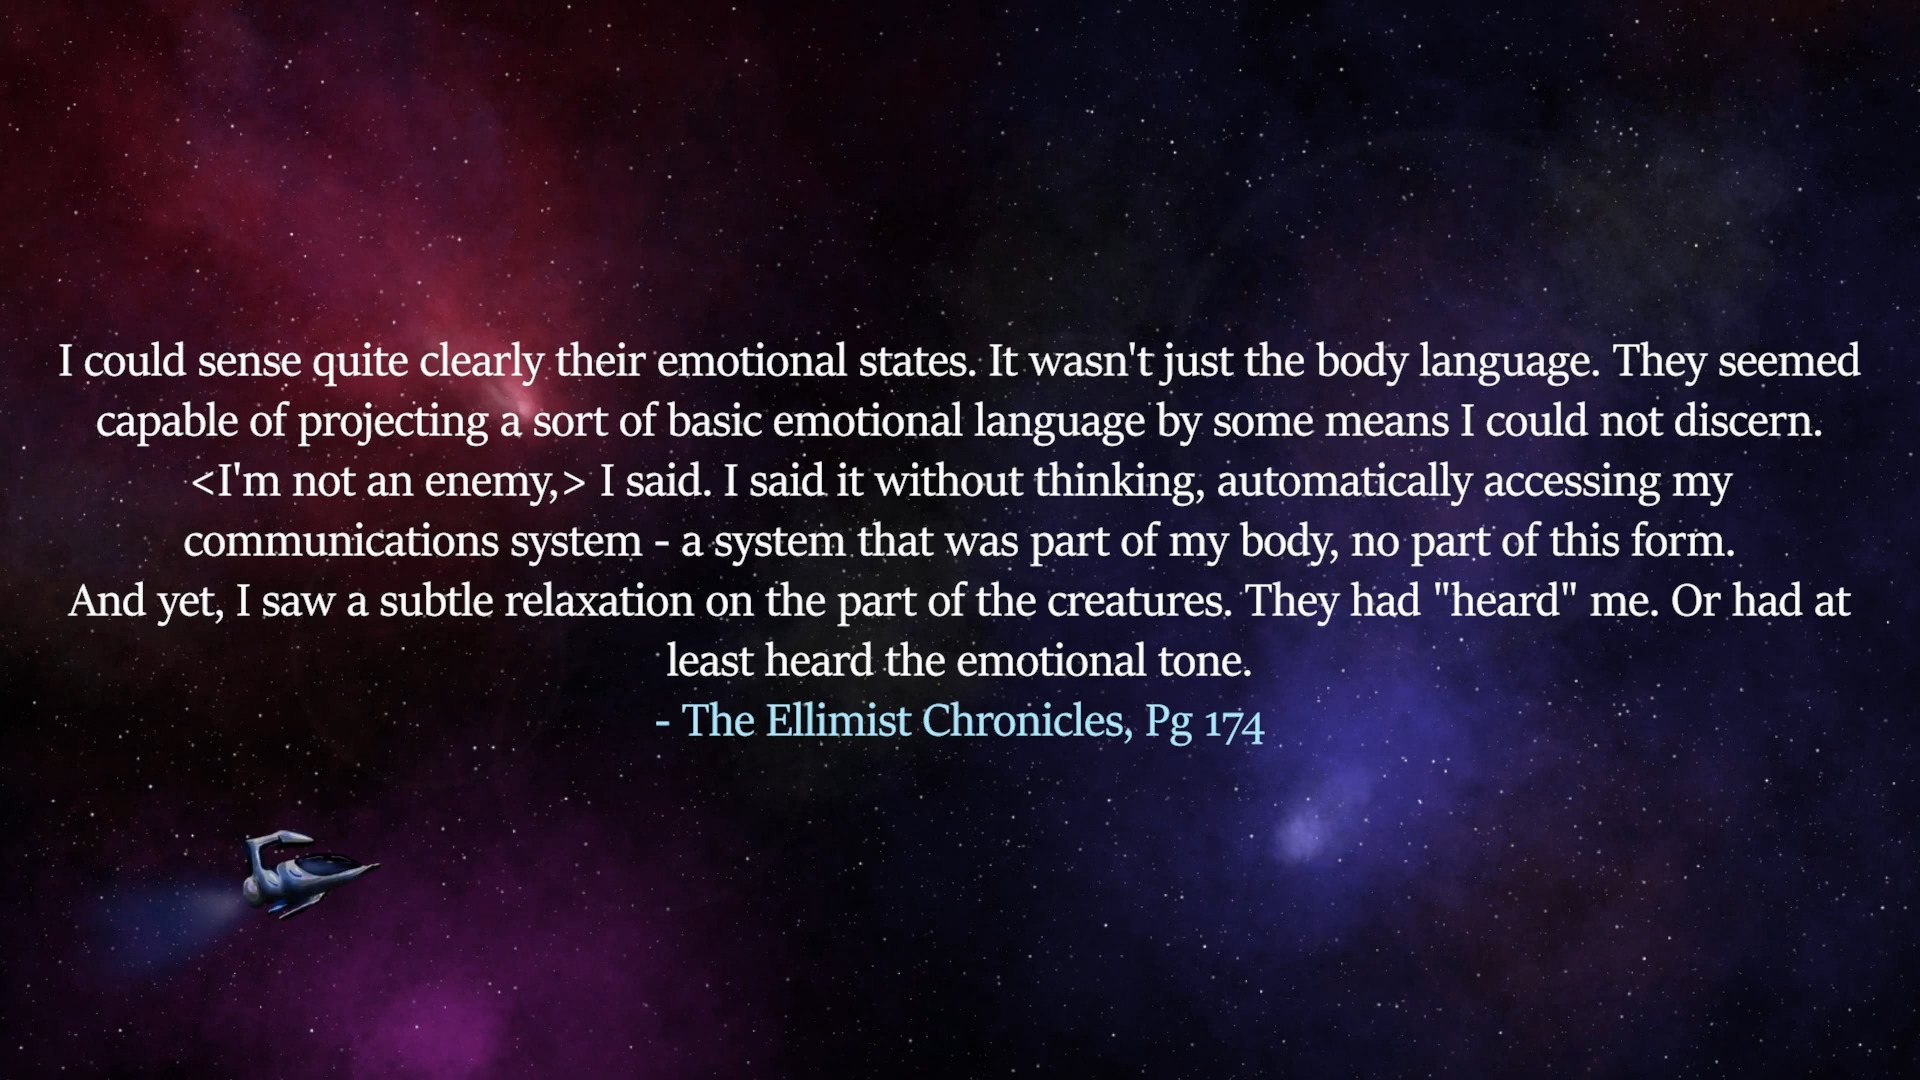 I could sense quite clearly their emotional states. It wasn't just the body language. They seemed
capable of projecting a sort of basic emotional language by some means I could not discern.
<I'm not an enemy,> I said. I said it without thinking, automatically accessing my
communications system - a system that was part of my body, no part of this form.
And yet, I saw a subtle relaxation on the part of the creatures. They had "heard" me. Or had at
least heard the emotional tone.
- The Ellimist Chronicles, Pg 174